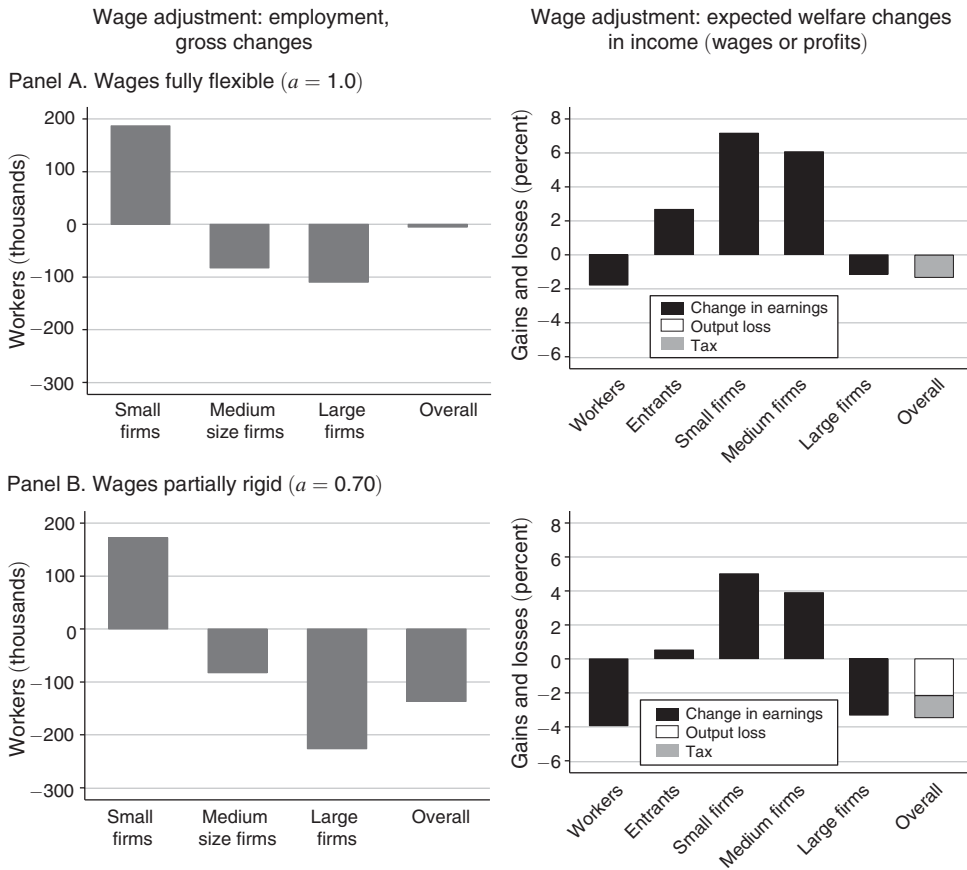 Wage adjustment: employment,
gross changes
Wage adjustment: expected welfare changes
in income (wages or profits)
Panel A. Wages fully flexible (a = 1.0)
Workers (thousands)
200
100
0
−100
−200
−300
Small
firms
Medium
size firms
Large
firms
Overall
Gains and losses (percent)
8
6
4
2
0
−2
−4
−6
Change in earnings
Output loss
Tax
Workers
Entrants
Small firms
Medium firms
Large firms
Overall
Panel B. Wages partially rigid (a = 0.70)
Workers (thousands)
200
100
0
−100
−200
−300
Small
firms
Medium
size firms
Large
firms
Overall
Gains and losses (percent)
8
6
4
2
0
−2
−4
−6
Change in earnings
Output loss
Tax
Workers
Entrants
Small firms
Medium firms
Large firms
Overall